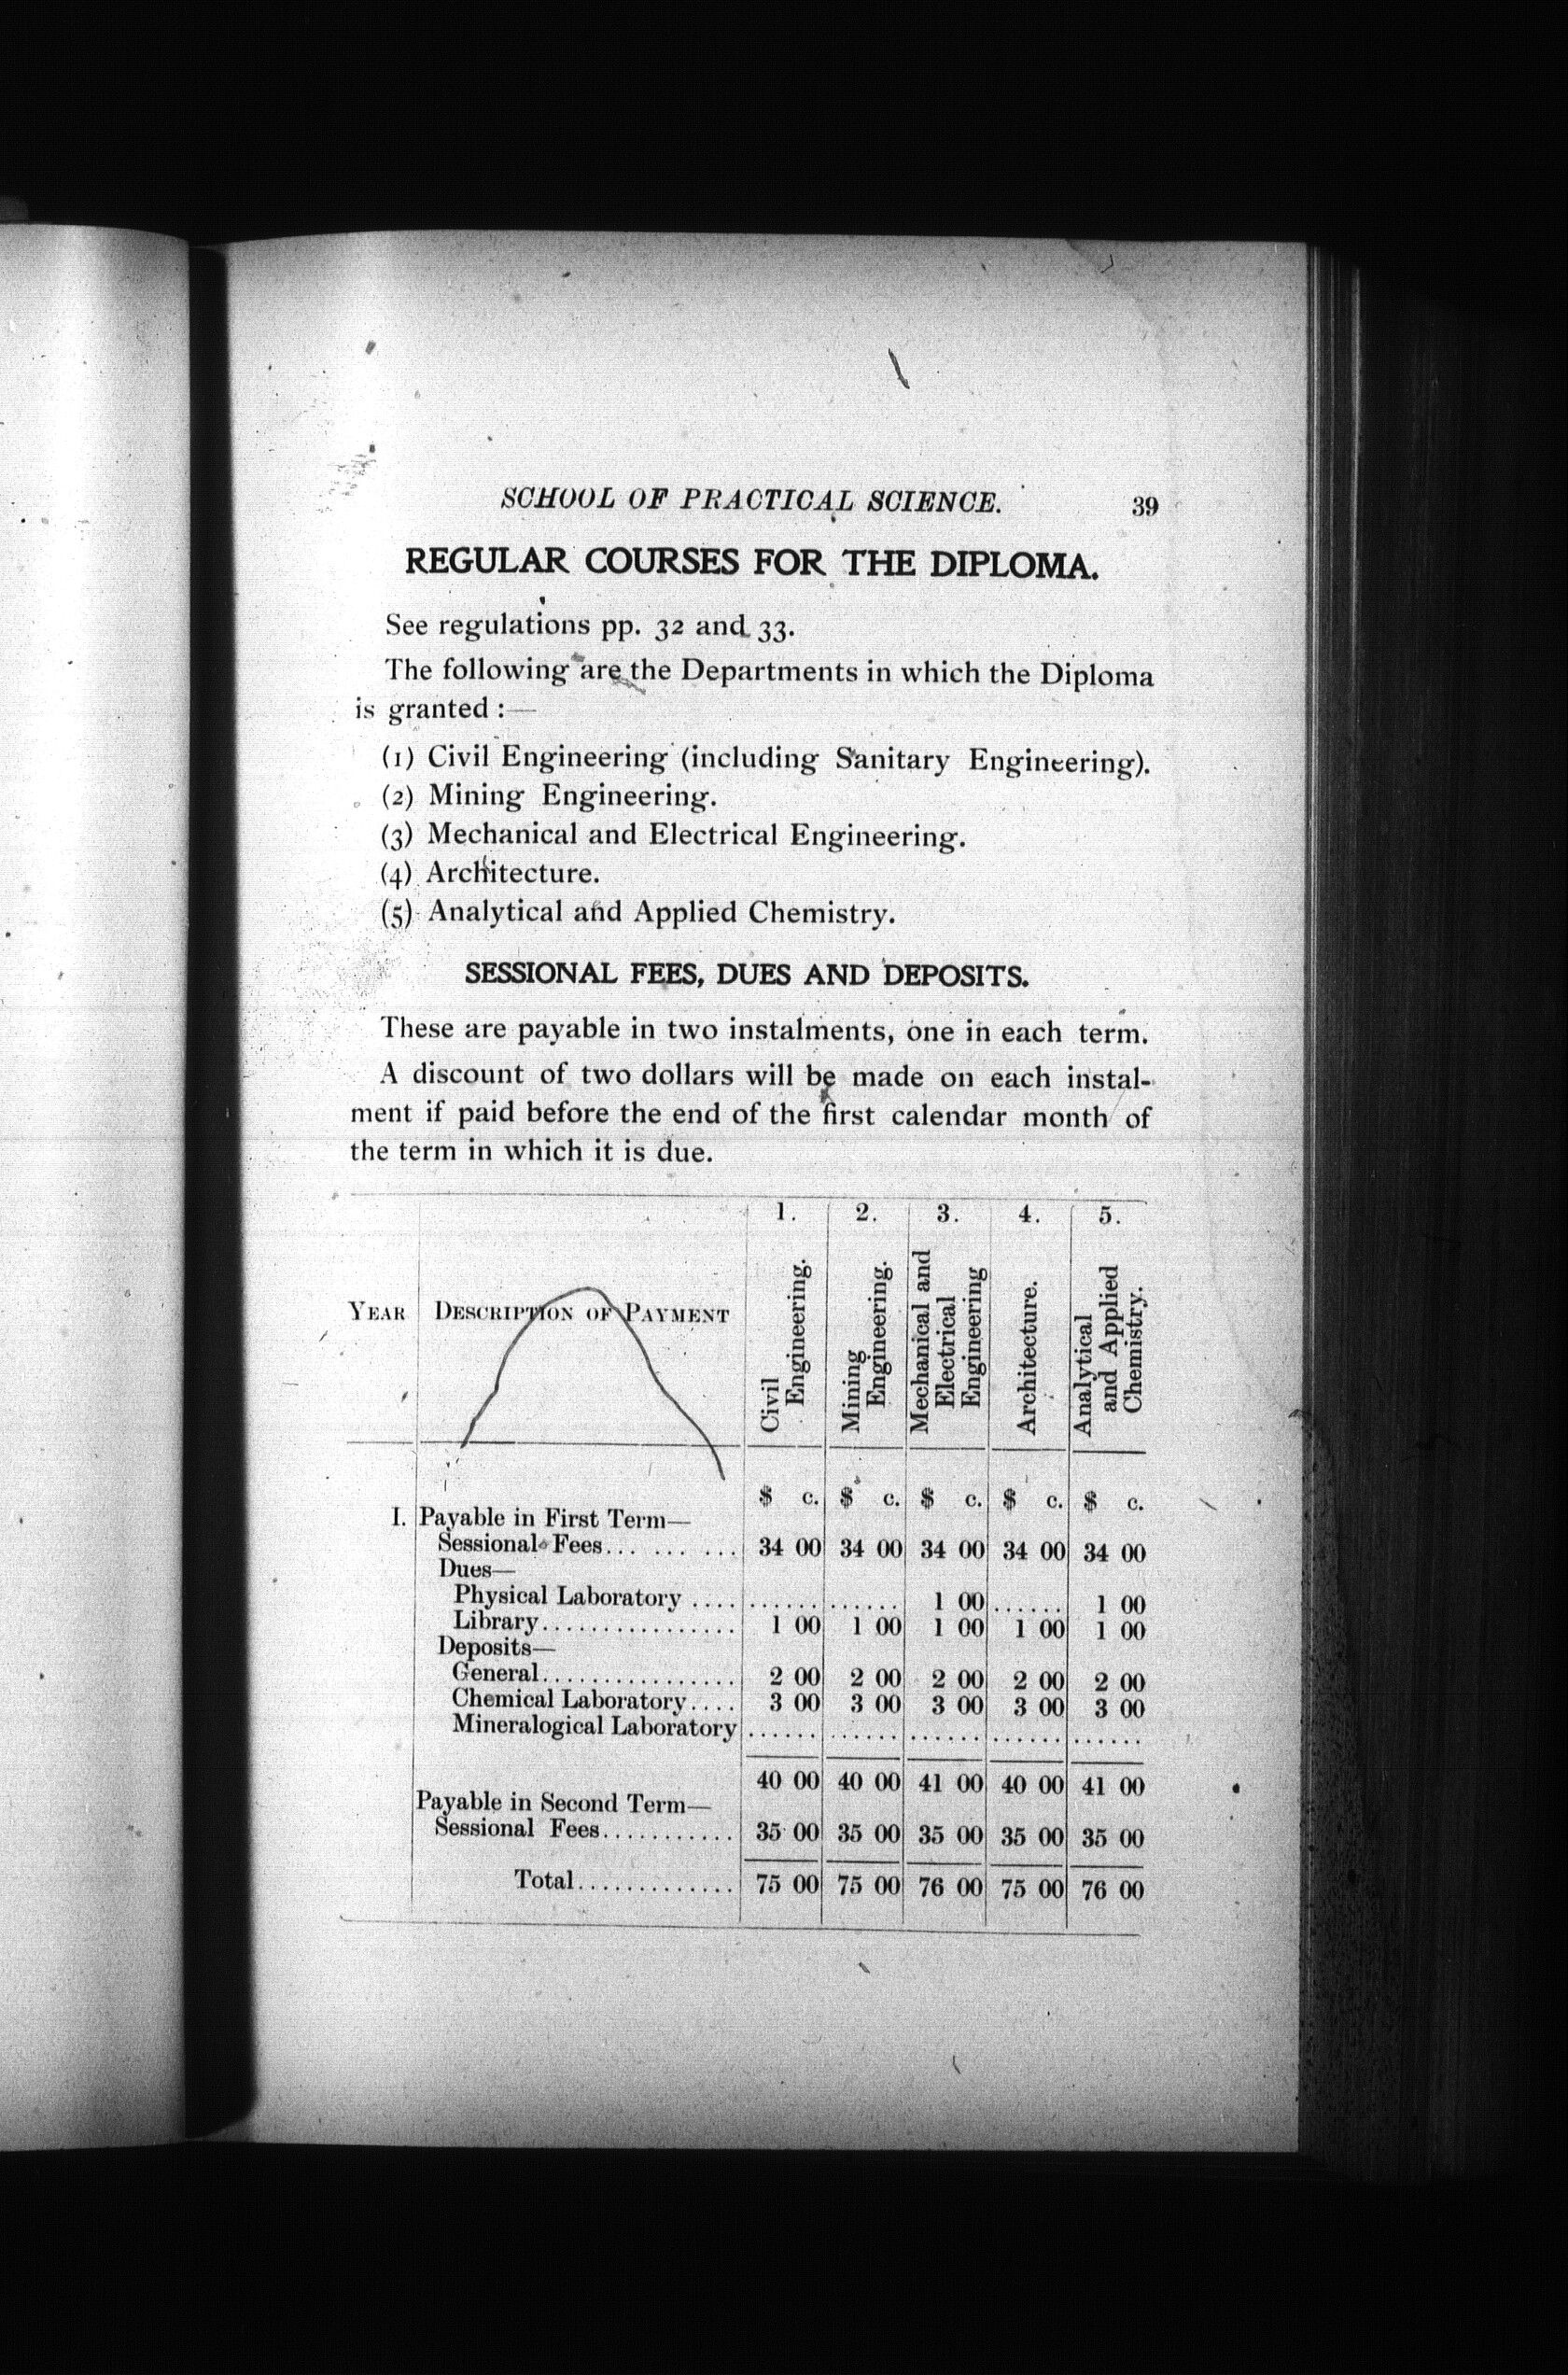 SCHOOL OF PRACTICAL SCIENCE. 39
REGULAR COURSES FOR THE DIPLOMA.
See regulations pp. 32 and 33.
The following are the Departments in which the Diploma
is granted :—
(1) Civil Engineering (including Sanitary Engineering).
(2) Mining Engineering.
(3) Mechanical and Electrical Engineering.
(4) Architecture.
(5) Analytical and Applied Chemistry.
SESSIONAL FEES, DUES AND DEPOSITS.
These are payable in two instalments, one in each term.
A discount of two dollars will be made on each instal-
ment if paid before the end of the first calendar month of
the term in which it is due.
1. 2. 3. 4. 5.
YEAR DESCRIPTION OF PAYMENT
Civil
Engineering.
Mining
Engineering.
Mechanical and
Electrical
Engineering
Architecture.
Analytical
and Applied
Chemistry.
$ c. $ c. $ c. $ c. $ c.
I. Payable in First Term—
Sessional Fees... ... ... 34 00 34 00 34 00 34 00 34 00
Dues—
Physical Laboratory .... ...... ...... 1 00 ...... 1 00
Library................ 1 00 1 00 1 00 1 00 1 00
Deposits—
General................ 2 00 2 00 2 00 2 00 2 00
Chemical Laboratory.... 3 00 3 00 3 00 3 00 3 00
Mineralogical Laboratory ...... ...... ...... ...... ......
40 00 40 00 41 00 40 00 41 00
Payable in Second Term—
Sessional Fees........... 35 00 35 00 35 00 35 00 35 00
Total............. 75 00 75 00 76 00 75 00 76 00